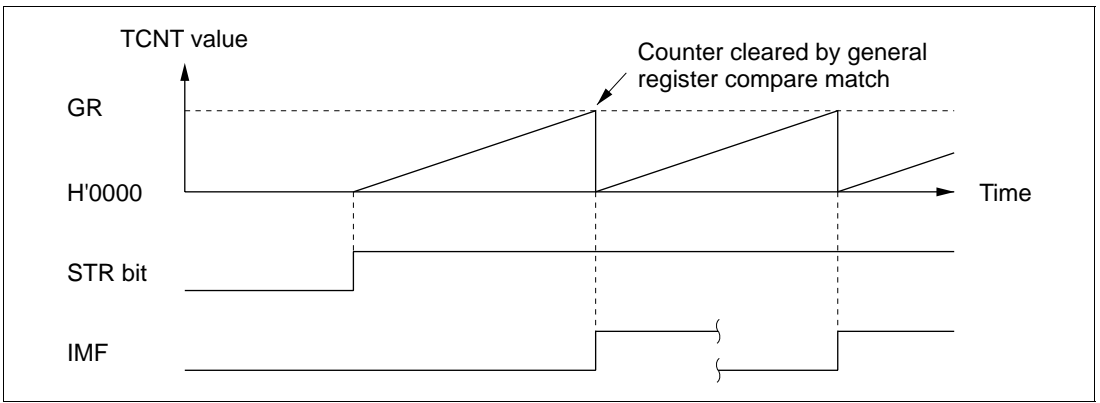 TCNT value
Counter cleared by general
register compare match
GR
H'0000
Time
STR bit
IMF